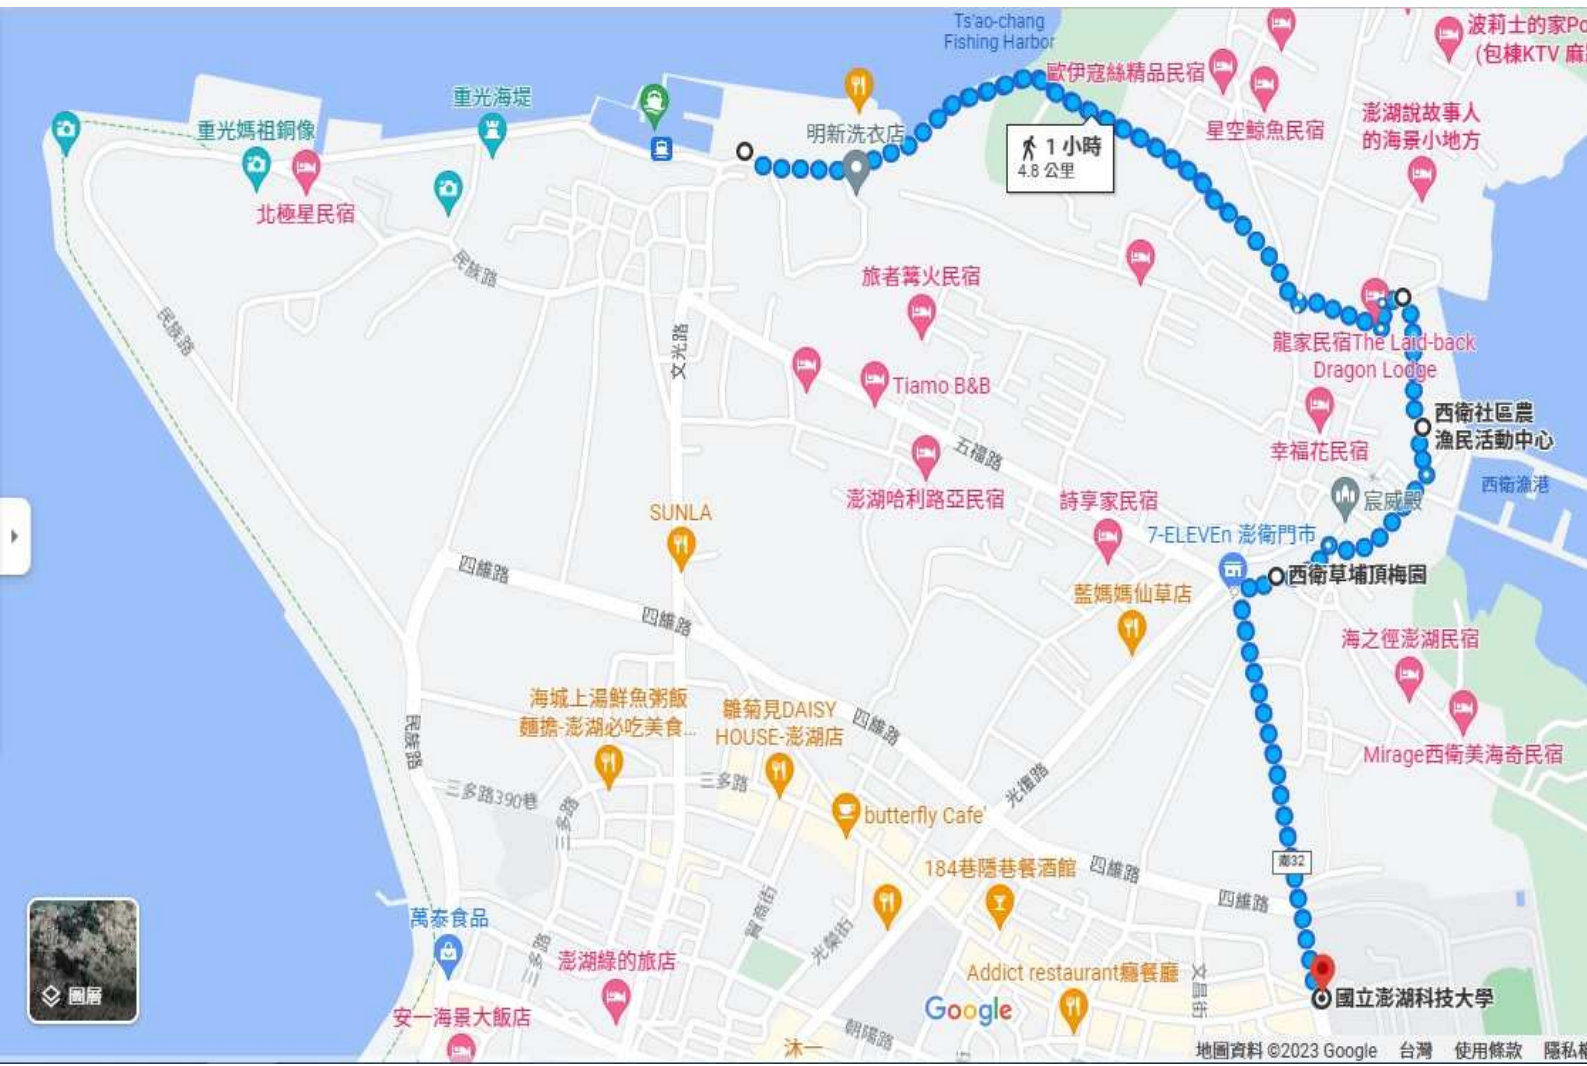 Ts'ao-chang
Fishing Harbor
波莉士的家Po
(包棟KTV 麻
歐伊寇絲精品民宿
重光海堤
重光媽祖銅像
明新洗衣店
星空鯨魚民宿
澎湖說故事人
的海景小地方
1 小時
4.8 公里
北極星民宿
民族路
旅者篝火民宿
民族路
文光路
龍家民宿The Laid-back
Dragon Lodge
Tiamo B&B
西衛社區農
漁民活動中心
五福路
幸福花民宿
西衛漁港
澎湖哈利路亞民宿
詩享家民宿
宸威殿
SUNLA
7-ELEVEn 澎衛門市
四維路
西衛草埔頂梅園
藍媽媽仙草店
四維路
海之徑澎湖民宿
海城上湯鮮魚粥飯
麵擔-澎湖必吃美食...
雛菊見DAISY
HOUSE-澎湖店
四維路
民族路
Mirage西衛美海奇民宿
三多路390巷
三多路
光復路
三多路
butterfly Cafe'
184巷隱巷餐酒館
四維路
澎32
四維路
萬泰食品
貿商街
光榮街
三多路
澎湖綠的旅店
Addict restaurant癮餐廳
文昌街
圖層
國立澎湖科技大學
安一海景大飯店
Google
朝陽路
沐一
地圖資料 ©2023 Google 台灣 使用條款 隱私